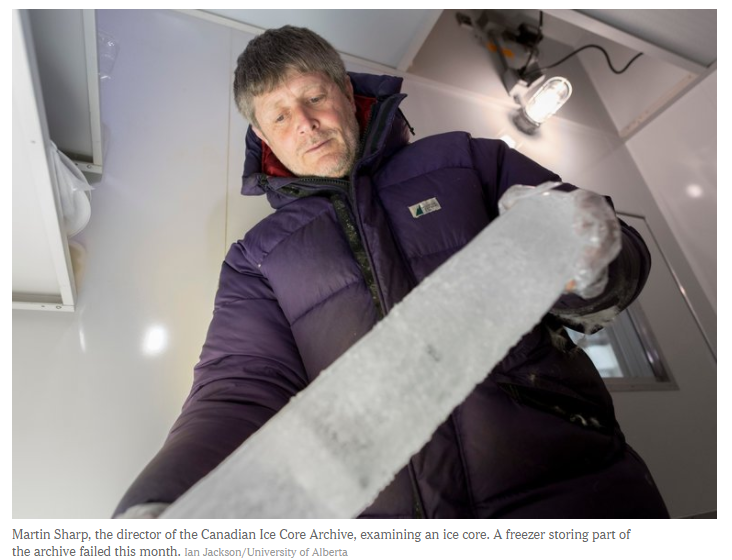 Martin Sharp, the director of the Canadian Ice Core Archive, examining an ice core. A freezer storing part of
the archive failed this month. Ian Jackson/University of Alberta